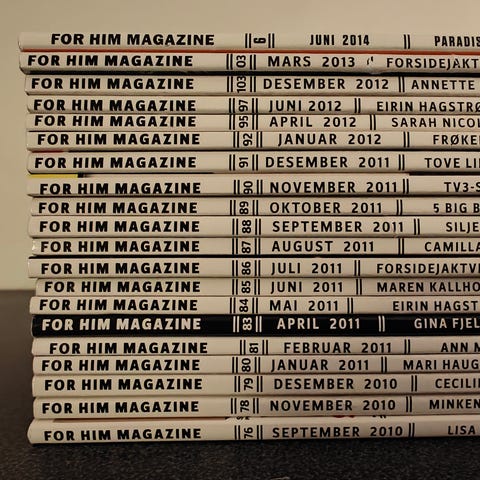 FOR HIM MAGAZINE 6 JUNI 2014 PARADIS
FOR HIM MAGAZINE 03 MARS 2013 FORSIDEJAKT
FOR HIM MAGAZINE 103 DESEMBER 2012 ANNETTE
FOR HIM MAGAZINE 97 JUNI 2012 EIRIN HAGSTRØ
FOR HIM MAGAZINE 95 APRIL 2012 SARAH NICOL
FOR HIM MAGAZINE 92 JANUAR 2012 FRØKE
FOR HIM MAGAZINE 91 DESEMBER 2011 TOVE LI
FOR HIM MAGAZINE 90 NOVEMBER 2011 TV3-S
FOR HIM MAGAZINE 89 OKTOBER 2011 5 BIG B
FOR HIM MAGAZINE 88 SEPTEMBER 2011 SILJE
FOR HIM MAGAZINE 87 AUGUST 2011 CAMILLA
FOR HIM MAGAZINE 86 JULI 2011 FORSIDEJAKTV
FOR HIM MAGAZINE 85 JUNI 2011 MAREN KALLHO
FOR HIM MAGAZINE 84 MAI 2011 EIRIN HAGST
FOR HIM MAGAZINE 83 APRIL 2011 GINA FJEL
FOR HIM MAGAZINE 81 FEBRUAR 2011 ANN M
FOR HIM MAGAZINE 80 JANUAR 2011 MARI HAUG
FOR HIM MAGAZINE 79 DESEMBER 2010 CECILI
FOR HIM MAGAZINE 78 NOVEMBER 2010 MINKEN
FOR HIM MAGAZINE 76 SEPTEMBER 2010 LISA